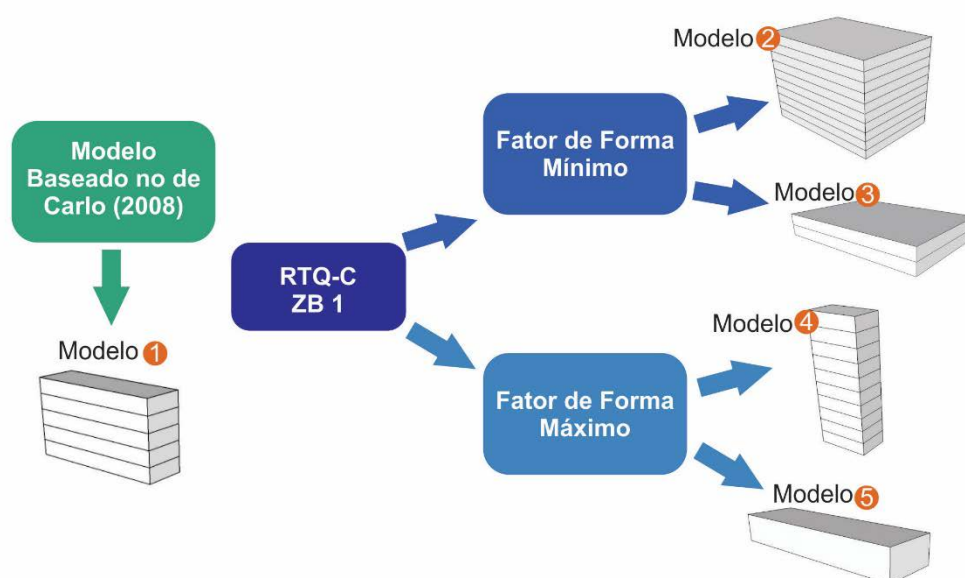 Modelo
Baseado no de
Carlo (2008)
Modelo 1
RTQ-C
ZB 1
Fator de Forma
Mínimo
Modelo 2
Modelo 3
Fator de Forma
Máximo
Modelo 4
Modelo 5